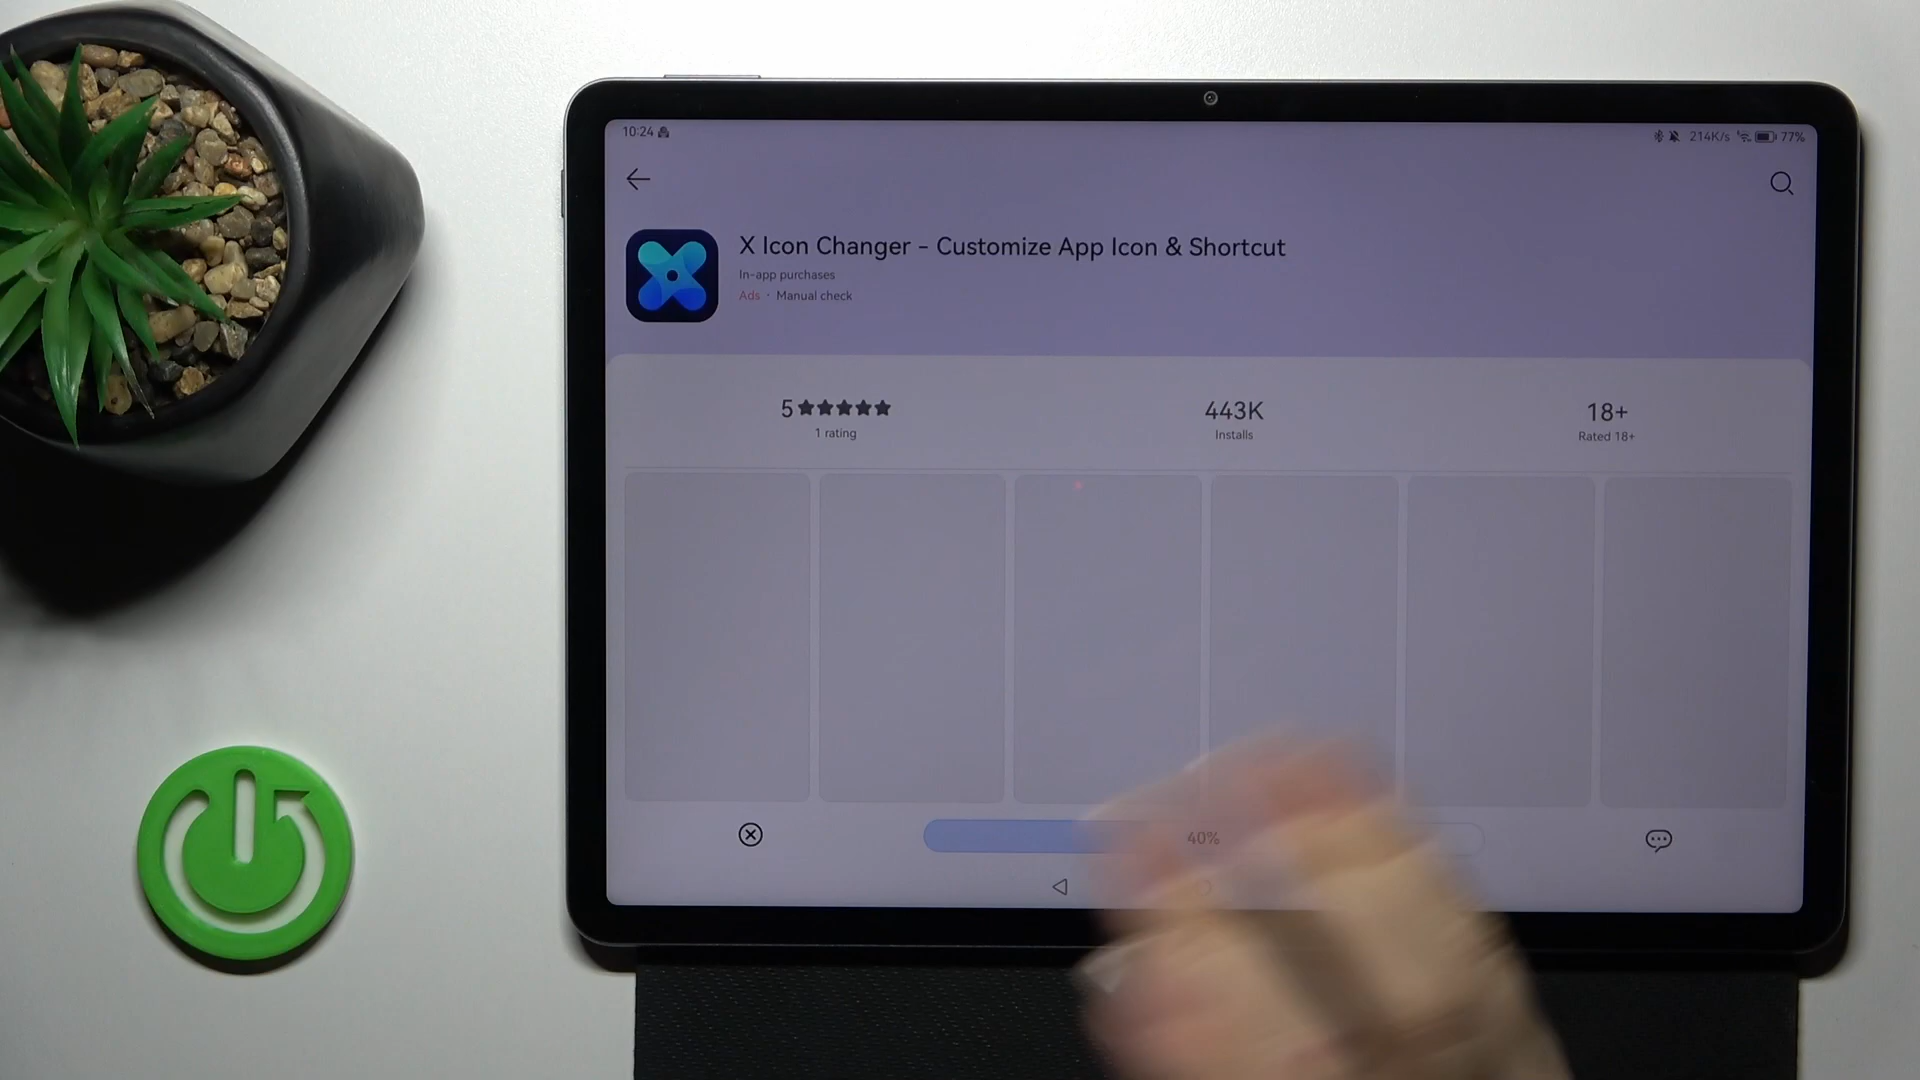 10:24
214K/s 77%
X Icon Changer - Customize App Icon & Shortcut
In-app purchases
Ads · Manual check
5★★★★★
1 rating
443K
Installs
18+
Rated 18+
40%